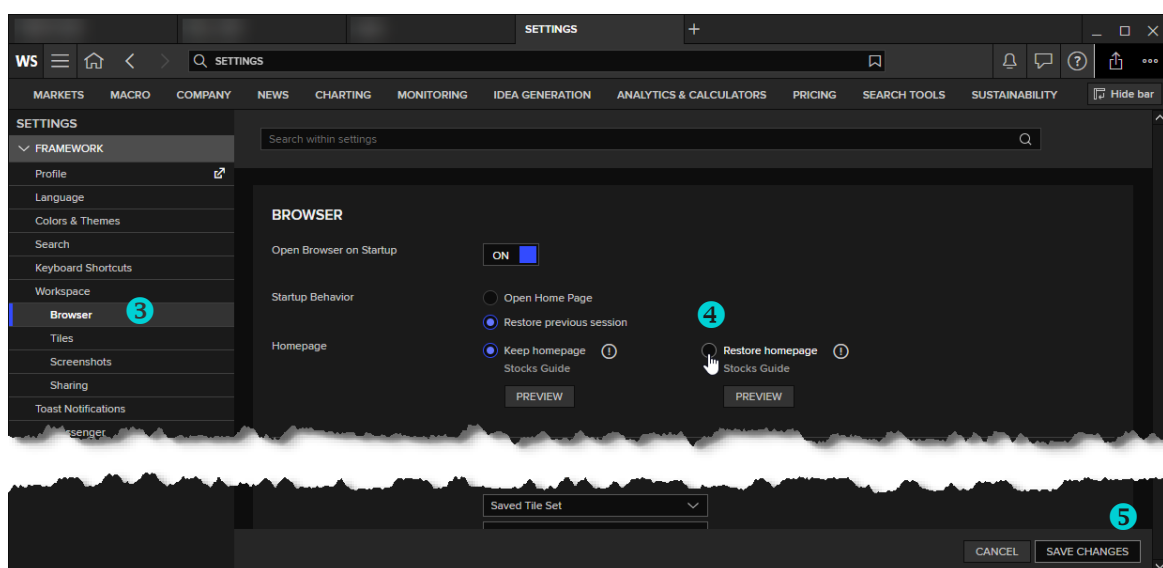 SETTINGS +
WS SETTINGS ?
MARKETS MACRO COMPANY NEWS CHARTING MONITORING IDEA GENERATION ANALYTICS & CALCULATORS PRICING SEARCH TOOLS SUSTAINABILITY Hide bar
SETTINGS
FRAMEWORK
Search within settings
Profile
Language
Colors & Themes
Search
Keyboard Shortcuts
Workspace
Browser 3
Tiles
Screenshots
Sharing
Toast Notifications
BROWSER
Open Browser on Startup ON
Startup Behavior Open Home Page
Restore previous session 4
Homepage Keep homepage ! Restore homepage !
Stocks Guide Stocks Guide
PREVIEW PREVIEW
Saved Tile Set
5
CANCEL SAVE CHANGES